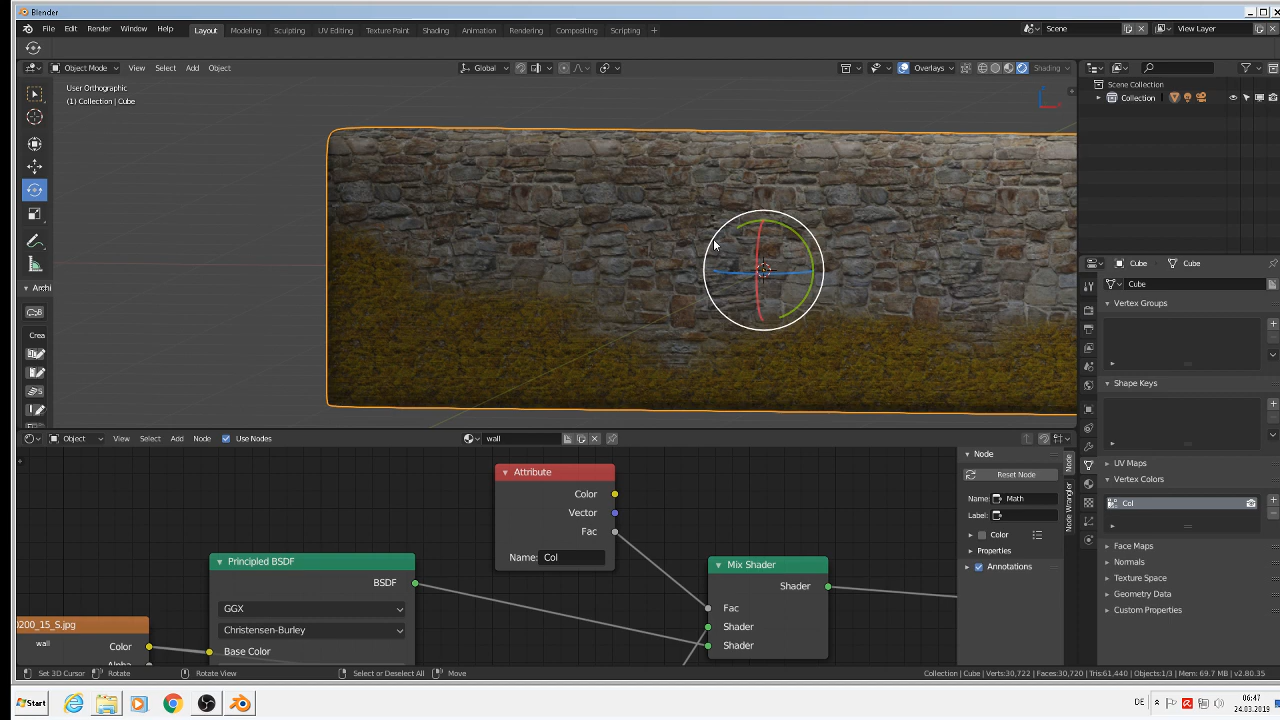 Blender
File Edit Render Window Help
Layout Modeling Sculpting UV Editing Texture Paint Shading Animation Rendering Compositing Scripting +
Scene
View Layer
Object Mode View Select Add Object
Global
Overlays
Shading
User Orthographic
(1) Collection | Cube
Scene Collection
Collection
Archi
Crea
Cube Cube
Cube
Vertex Groups
Shape Keys
UV Maps
Vertex Colors
Col
Face Maps
Normals
Texture Space
Geometry Data
Custom Properties
Object View Select Add Node Use Nodes
wall
Attribute
Color
Vector
Fac
Name: Col
Principled BSDF
BSDF
GGX
Christensen-Burley
Base Color
0200_15_S.jpg
wall
Color
Alpha
Mix Shader
Shader
Fac
Shader
Shader
Node
Reset Node
Name: Math
Label:
Color
Properties
Annotations
Node
Node Wrangler
Set 3D Cursor Rotate Rotate View Select or Deselect All Move
Collection | Cube | Verts:30,722 | Faces:30,720 | Tris:61,440 | Objects:1/3 | Mem: 69.7 MB | v2.80.35
Start
DE
06:47
24.03.2019